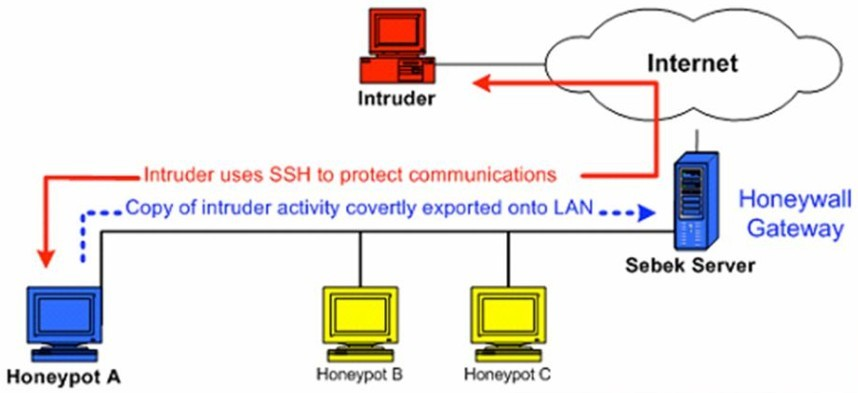 Internet
Intruder
Intruder uses SSH to protect communications
Copy of intruder activity covertly exported onto LAN
Honeywall
Gateway
Sebek Server
Honeypot A
Honeypot B
Honeypot C